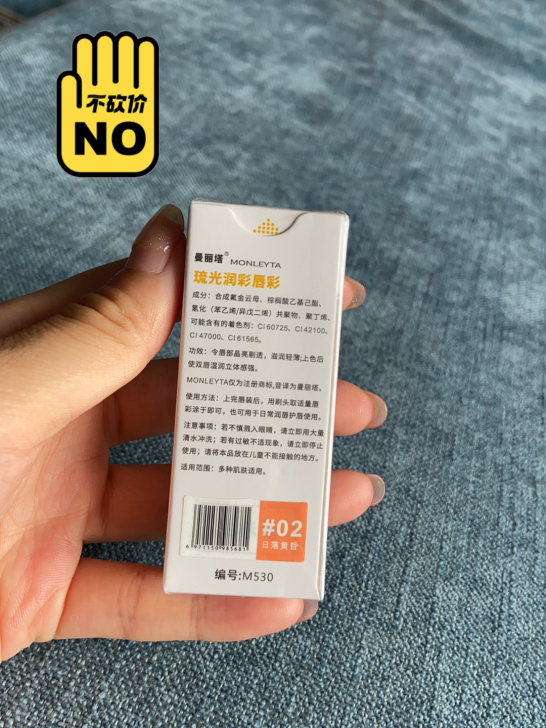 不砍价
NO
曼丽塔® MONLEYTA
琉光润彩唇彩
成分：合成氟金云母、棕榈酸乙基己酯、
氢化（苯乙烯/异戊二烯）共聚物、聚丁烯、
可能含有的着色剂：CI 60725、CI 42100、
CI 47000、CI 61565。
功效：令唇部晶亮剔透，滋润轻薄;上色后
使双唇湿润立体感强。
MONLEYTA仅为注册商标,音译为曼丽塔。
使用方法：上完唇装后，用刷头取适量唇
彩涂于即可，也可用于日常润唇护唇使用。
注意事项：若不慎溅入眼睛，请立即用大量
清水冲洗；若有过敏不适现象，请立即停止
使用；请将本品放在儿童不能接触的地方。
适用范围：多种肌肤适用。
#02
日落黄昏
6 971150 985681
编号:M530